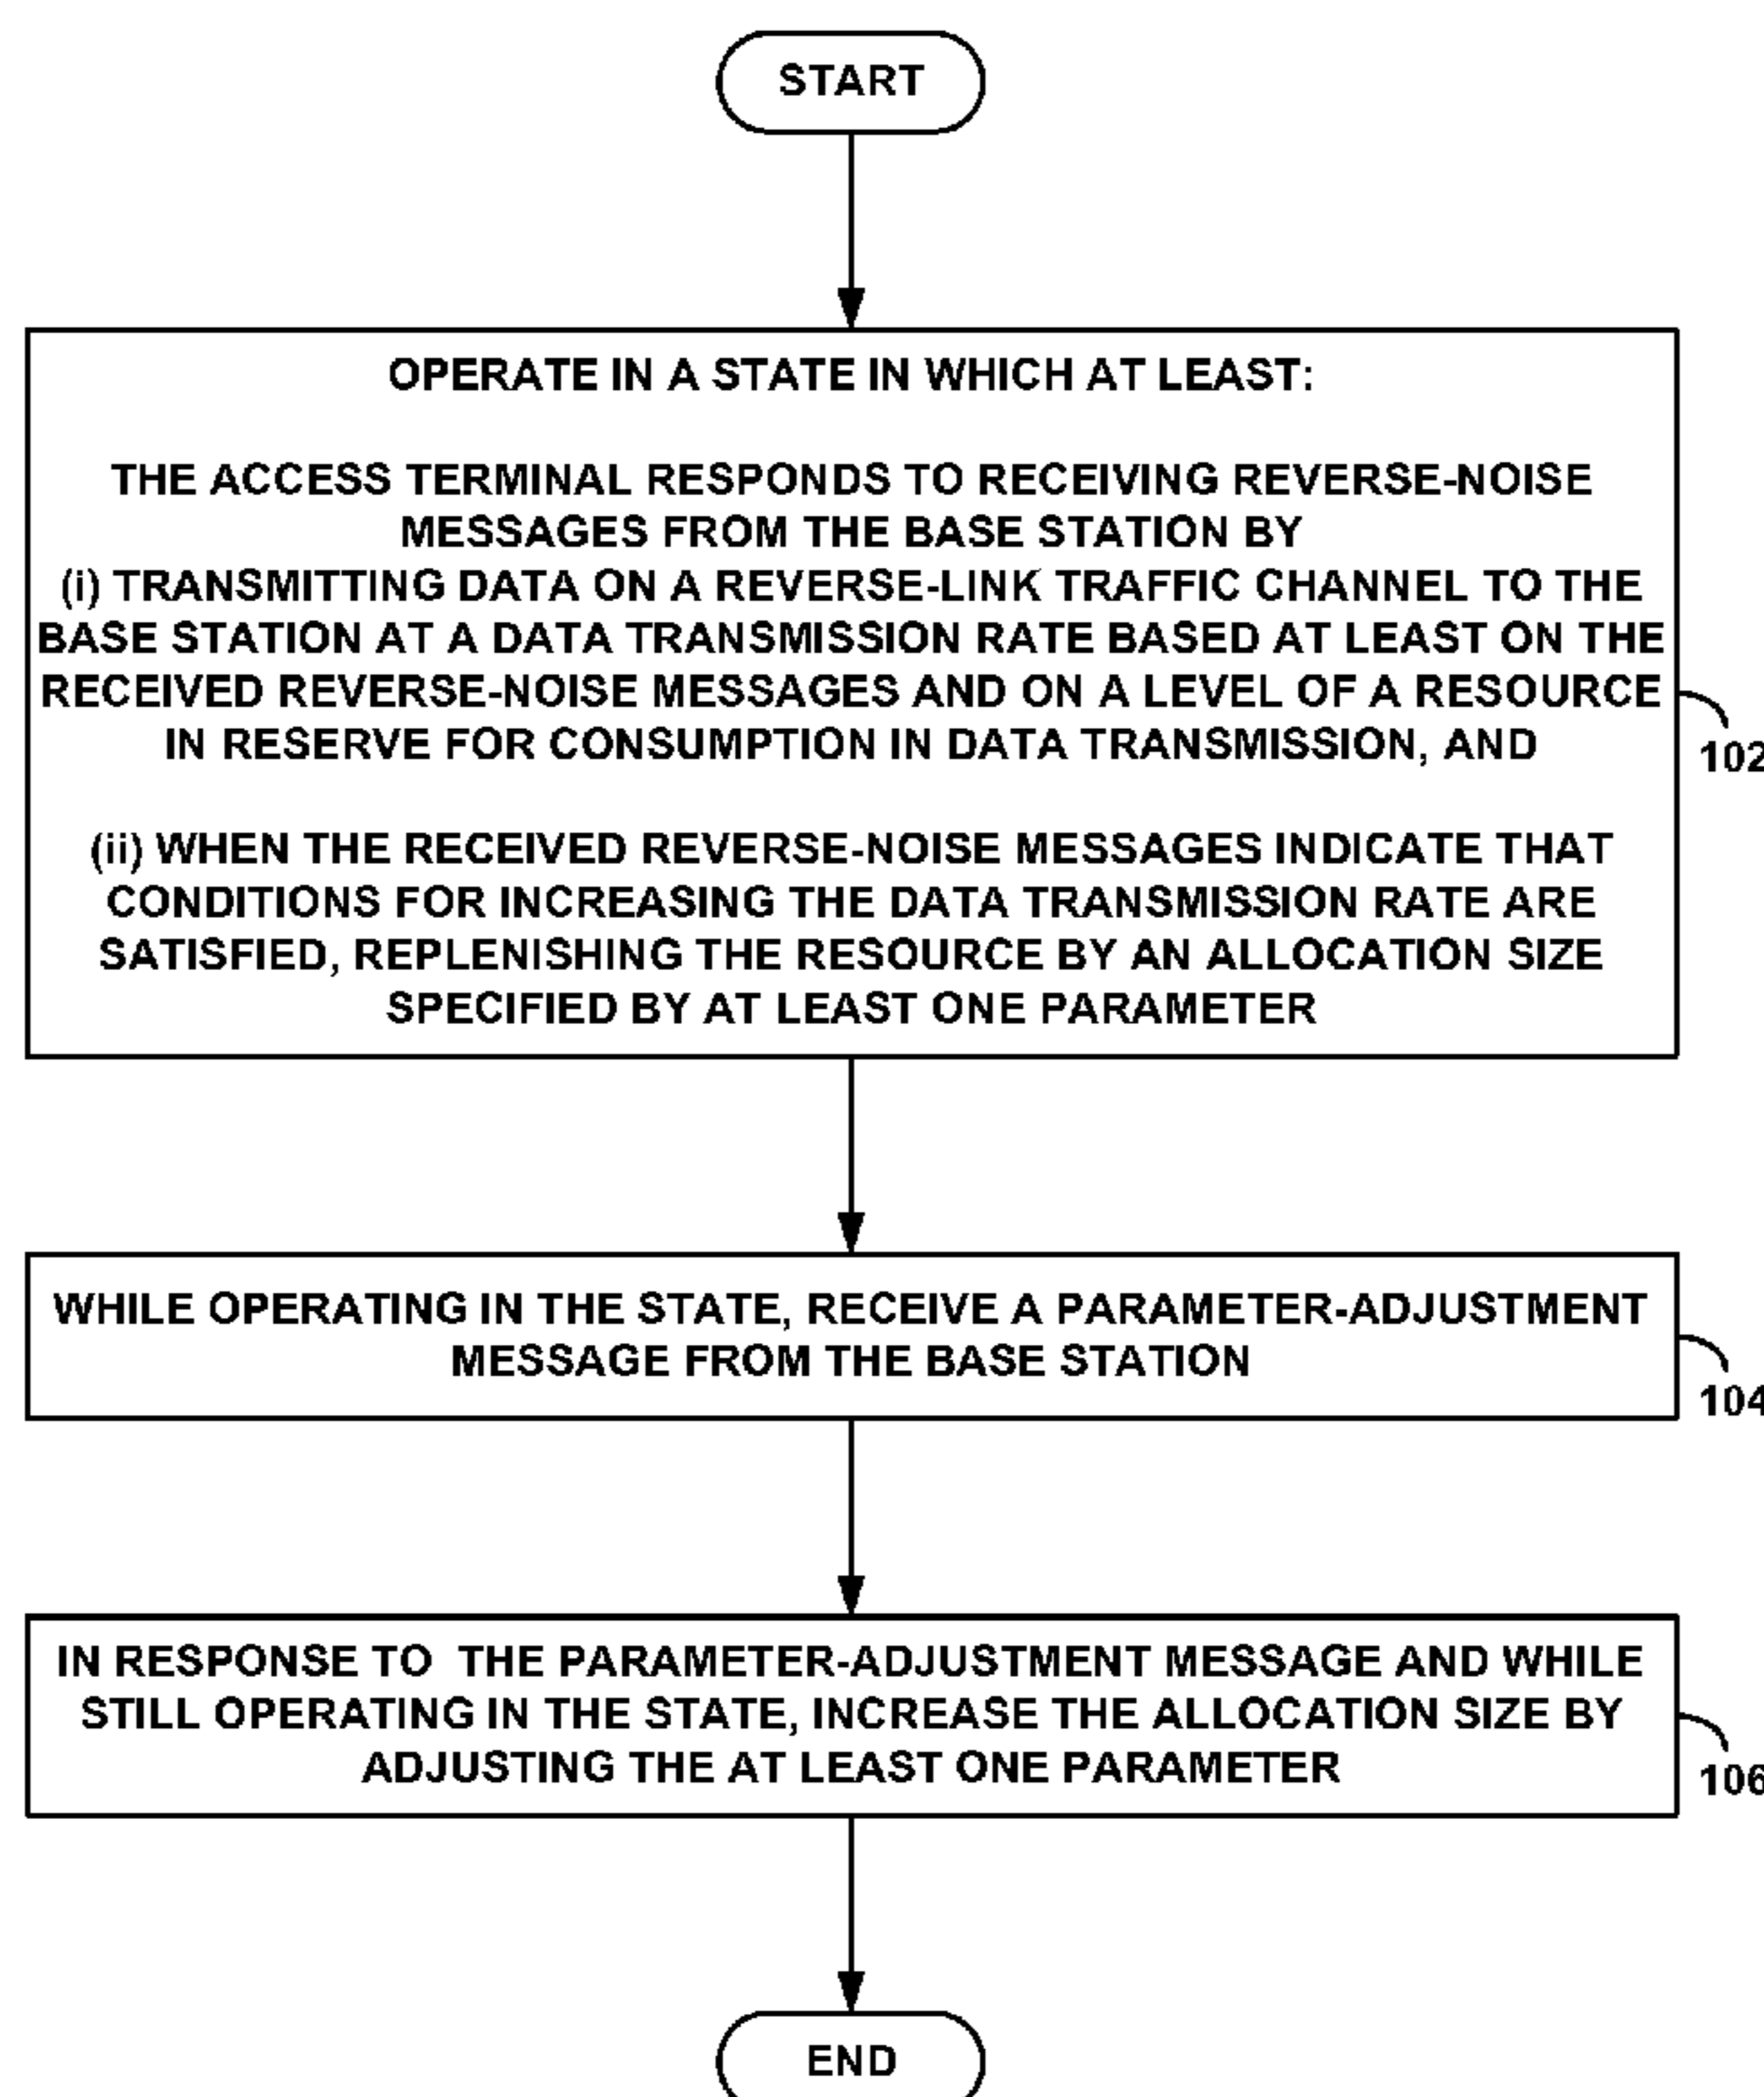 START
OPERATE IN A STATE IN WHICH AT LEAST:
THE ACCESS TERMINAL RESPONDS TO RECEIVING REVERSE-NOISE
MESSAGES FROM THE BASE STATION BY
(i) TRANSMITTING DATA ON A REVERSE-LINK TRAFFIC CHANNEL TO THE
BASE STATION AT A DATA TRANSMISSION RATE BASED AT LEAST ON THE
RECEIVED REVERSE-NOISE MESSAGES AND ON A LEVEL OF A RESOURCE
IN RESERVE FOR CONSUMPTION IN DATA TRANSMISSION, AND
102
(ii) WHEN THE RECEIVED REVERSE-NOISE MESSAGES INDICATE THAT
CONDITIONS FOR INCREASING THE DATA TRANSMISSION RATE ARE
SATISFIED, REPLENISHING THE RESOURCE BY AN ALLOCATION SIZE
SPECIFIED BY AT LEAST ONE PARAMETER
WHILE OPERATING IN THE STATE, RECEIVE A PARAMETER-ADJUSTMENT
MESSAGE FROM THE BASE STATION
104
IN RESPONSE TO THE PARAMETER-ADJUSTMENT MESSAGE AND WHILE
STILL OPERATING IN THE STATE, INCREASE THE ALLOCATION SIZE BY
ADJUSTING THE AT LEAST ONE PARAMETER
106
END